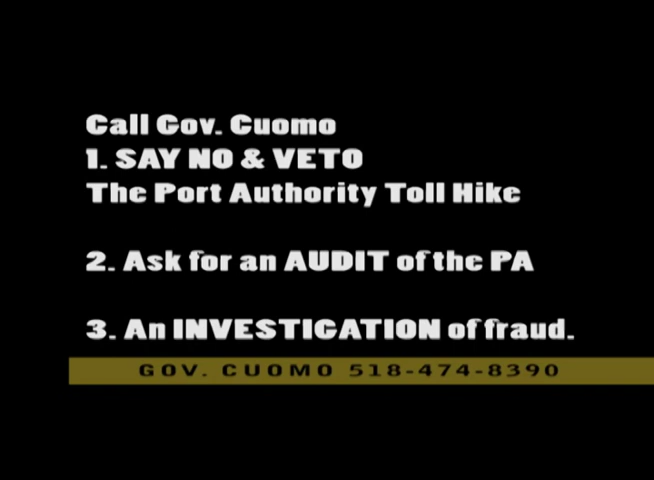 Call Gov. Cuomo
1. SAY NO & VETO
The Port Authority Toll Hike
2. Ask for an AUDIT of the PA
3. An INVESTIGATION of fraud.
GOV. CUOMO 518-474-8390